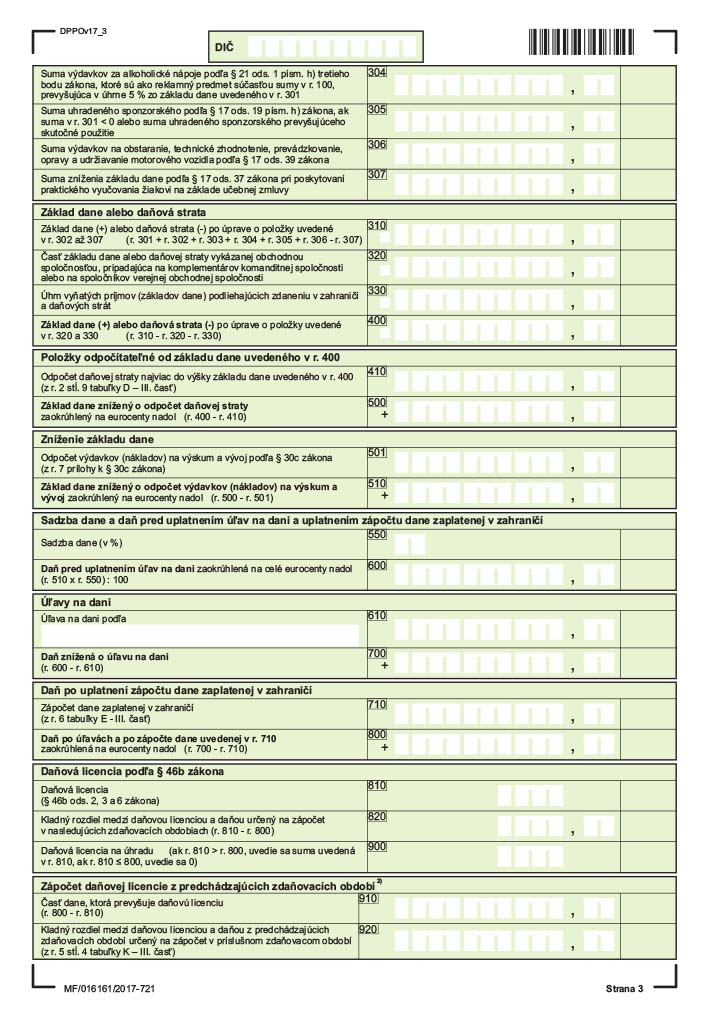 DPPOv17_3
DIČ
Suma výdavkov za alkoholické nápoje podľa § 21 ods. 1 písm. h) tretieho
bodu zákona, ktoré sú ako reklamný predmet súčasťou sumy v r. 100,
prevyšujúca v úhrne 5 % zo základu dane uvedeného v r. 301
304
,
Suma uhradeného sponzorského podľa § 17 ods. 19 písm. h) zákona, ak
suma v r. 301 < 0 alebo suma uhradeného sponzorského prevyšujúceho
skutočné použitie
305
,
Suma výdavkov na obstaranie, technické zhodnotenie, prevádzkovanie,
opravy a udržiavanie motorového vozidla podľa § 17 ods. 39 zákona
306
,
Suma zníženia základu dane podľa § 17 ods. 37 zákona pri poskytovaní
praktického vyučovania žiakovi na základe učebnej zmluvy
307
,
Základ dane alebo daňová strata
Základ dane (+) alebo daňová strata (-) po úprave o položky uvedené
v r. 302 až 307 (r. 301 + r. 302 + r. 303 + r. 304 + r. 305 + r. 306 - r. 307)
310
,
Časť základu dane alebo daňovej straty vykázanej obchodnou
spoločnosťou, pripadajúca na komplementárov komanditnej spoločnosti
alebo na spoločníkov verejnej obchodnej spoločnosti
320
,
Úhrn vyňatých príjmov (základov dane) podliehajúcich zdaneniu v zahraničí
a daňových strát
330
,
Základ dane (+) alebo daňová strata (-) po úprave o položky uvedené
v r. 320 a 330 (r. 310 - r. 320 - r. 330)
400
,
Položky odpočítateľné od základu dane uvedeného v r. 400
Odpočet daňovej straty najviac do výšky základu dane uvedeného v r. 400
(z r. 2 stĺ. 9 tabuľky D – III. časť)
410
,
Základ dane znížený o odpočet daňovej straty
zaokrúhlený na eurocenty nadol (r. 400 - r. 410)
500
+ ,
Zníženie základu dane
Odpočet výdavkov (nákladov) na výskum a vývoj podľa § 30c zákona
(z r. 7 prílohy k § 30c zákona)
501
,
Základ dane znížený o odpočet výdavkov (nákladov) na výskum a
vývoj zaokrúhlený na eurocenty nadol (r. 500 - r. 501)
510
+ ,
Sadzba dane a daň pred uplatnením úľav na dani a uplatnením zápočtu dane zaplatenej v zahraničí
Sadzba dane (v %)
550
Daň pred uplatnením úľav na dani zaokrúhlená na celé eurocenty nadol
(r. 510 x r. 550) : 100
600
,
Úľavy na dani
Úľava na dani podľa
610
,
Daň znížená o úľavu na dani
(r. 600 - r. 610)
700
+ ,
Daň po uplatnení zápočtu dane zaplatenej v zahraničí
Zápočet dane zaplatenej v zahraničí
(z r. 6 tabuľky E - III. časť)
710
,
Daň po úľavách a po zápočte dane uvedenej v r. 710
zaokrúhlená na eurocenty nadol (r. 700 - r. 710)
800
+ ,
Daňová licencia podľa § 46b zákona
Daňová licencia
(§ 46b ods. 2, 3 a 6 zákona)
810
Kladný rozdiel medzi daňovou licenciou a daňou určený na zápočet
v nasledujúcich zdaňovacích obdobiach (r. 810 - r. 800)
820
,
Daňová licencia na úhradu (ak r. 810 > r. 800, uvedie sa suma uvedená
v r. 810, ak r. 810 ≤ 800, uvedie sa 0)
900
Zápočet daňovej licencie z predchádzajúcich zdaňovacích období 2)
Časť dane, ktorá prevyšuje daňovú licenciu
(r. 800 - r. 810)
910
,
Kladný rozdiel medzi daňovou licenciou a daňou z predchádzajúcich
zdaňovacích období určený na zápočet v príslušnom zdaňovacom období
(z r. 5 stĺ. 4 tabuľky K – III. časť)
920
,
MF/016161/2017-721
Strana 3